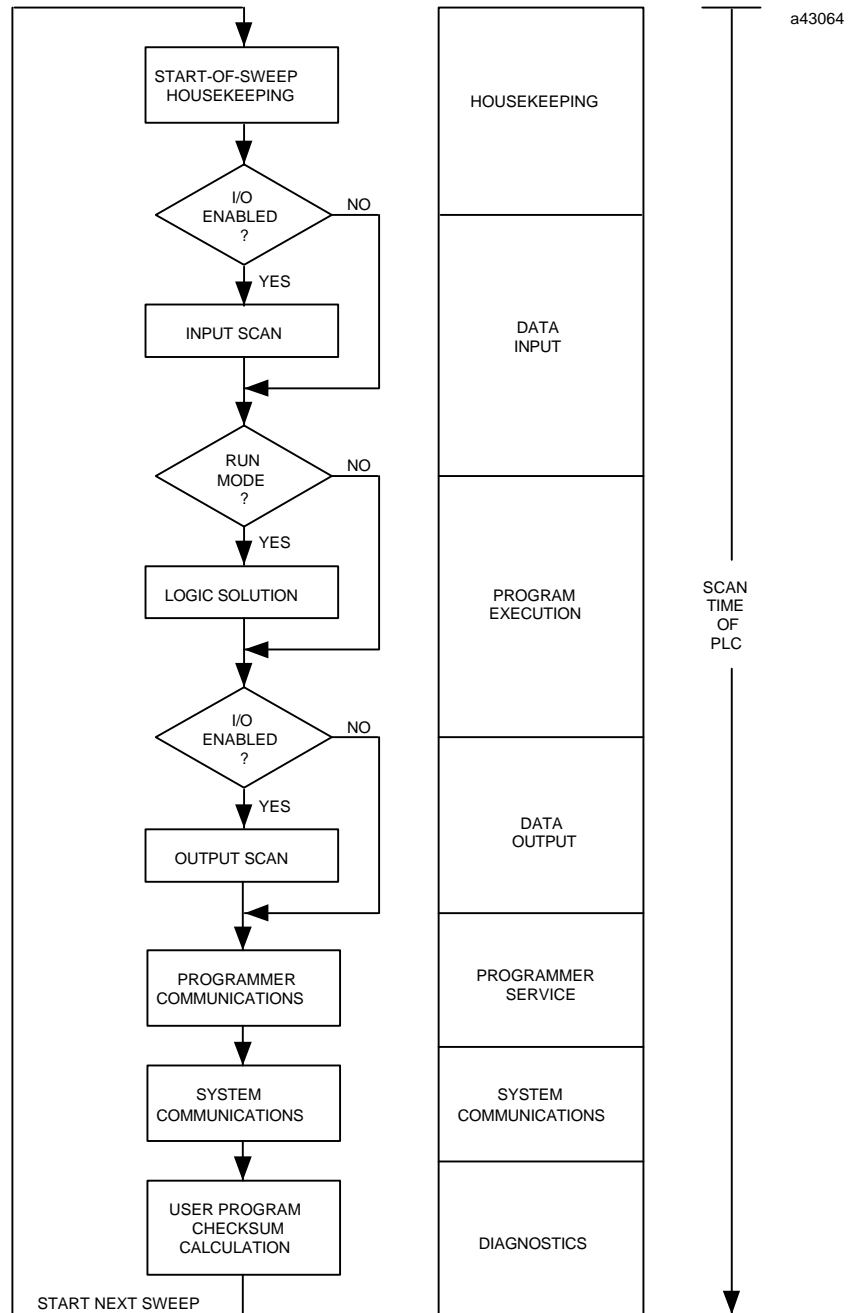 a43064
START-OF-SWEEP
HOUSEKEEPING
I/O
ENABLED
?
NO
YES
INPUT SCAN
RUN
MODE
?
NO
YES
LOGIC SOLUTION
I/O
ENABLED
?
NO
YES
OUTPUT SCAN
PROGRAMMER
COMMUNICATIONS
SYSTEM
COMMUNICATIONS
USER PROGRAM
CHECKSUM
CALCULATION
START NEXT SWEEP
HOUSEKEEPING
DATA
INPUT
PROGRAM
EXECUTION
DATA
OUTPUT
PROGRAMMER
SERVICE
SYSTEM
COMMUNICATIONS
DIAGNOSTICS
SCAN
TIME
OF
PLC